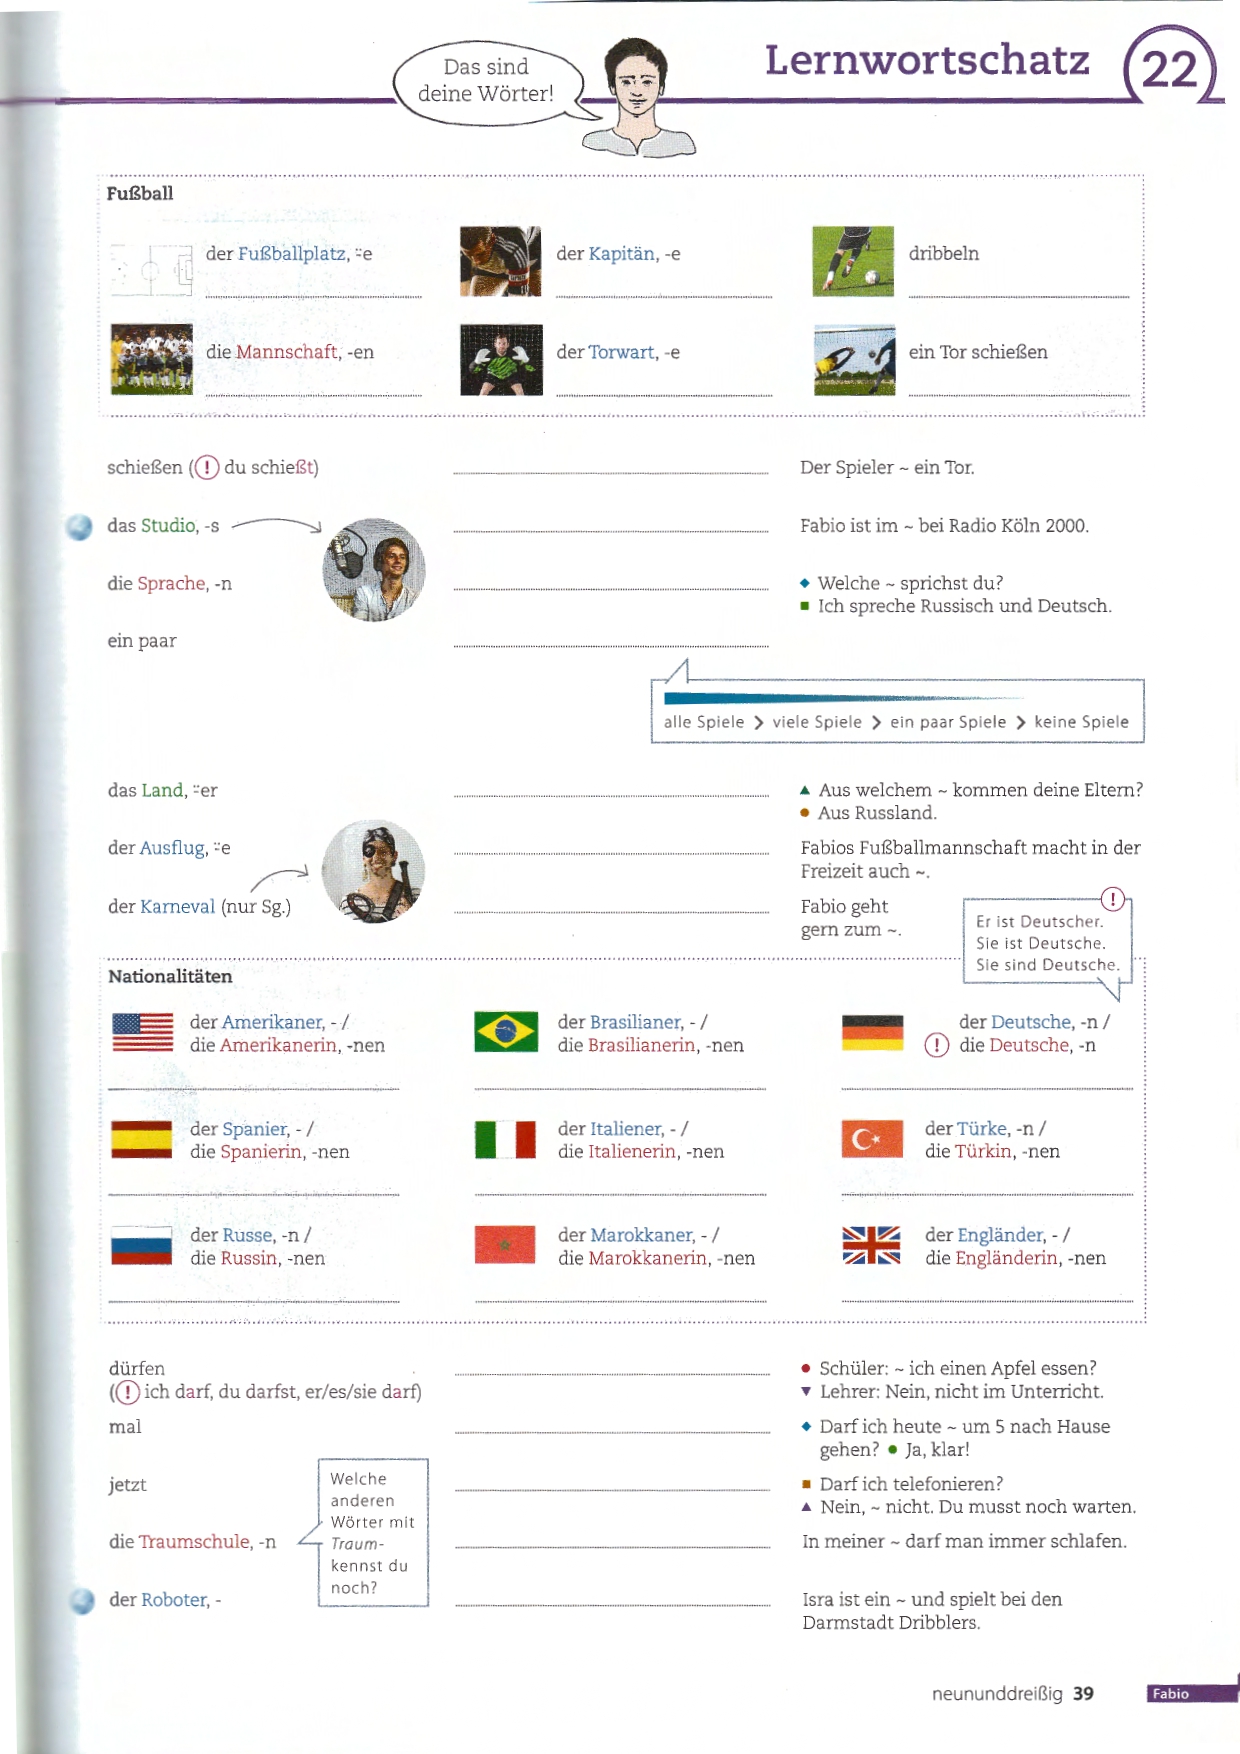 Das sind
deine Wörter!
Lernwortschatz 22
Fußball
der Fußballplatz, ¨-e
der Kapitän, -e
dribbeln
die Mannschaft, -en
der Torwart, -e
ein Tor schießen
schießen (! du schießt)
Der Spieler ~ ein Tor.
das Studio, -s
Fabio ist im ~ bei Radio Köln 2000.
die Sprache, -n
◆ Welche ~ sprichst du?
■ Ich spreche Russisch und Deutsch.
ein paar
alle Spiele > viele Spiele > ein paar Spiele > keine Spiele
das Land, ¨-er
▲ Aus welchem ~ kommen deine Eltern?
● Aus Russland.
der Ausflug, ¨-e
Fabios Fußballmannschaft macht in der
Freizeit auch ~.
der Karneval (nur Sg.)
Fabio geht
gern zum ~.
!
Er ist Deutscher.
Sie ist Deutsche.
Sie sind Deutsche.
Nationalitäten
der Amerikaner, - /
die Amerikanerin, -nen
der Brasilianer, - /
die Brasilianerin, -nen
der Deutsche, -n /
! die Deutsche, -n
der Spanier, - /
die Spanierin, -nen
der Italiener, - /
die Italienerin, -nen
der Türke, -n /
die Türkin, -nen
der Russe, -n /
die Russin, -nen
der Marokkaner, - /
die Marokkanerin, -nen
der Engländer, - /
die Engländerin, -nen
dürfen
(! ich darf, du darfst, er/es/sie darf)
● Schüler: ~ ich einen Apfel essen?
▼ Lehrer: Nein, nicht im Unterricht.
mal
◆ Darf ich heute ~ um 5 nach Hause
gehen? ● Ja, klar!
jetzt
■ Darf ich telefonieren?
▲ Nein, ~ nicht. Du musst noch warten.
die Traumschule, -n
Welche
anderen
Wörter mit
Traum-
kennst du
noch?
In meiner ~ darf man immer schlafen.
der Roboter, -
Isra ist ein ~ und spielt bei den
Darmstadt Dribblers.
neununddreißig 39
Fabio